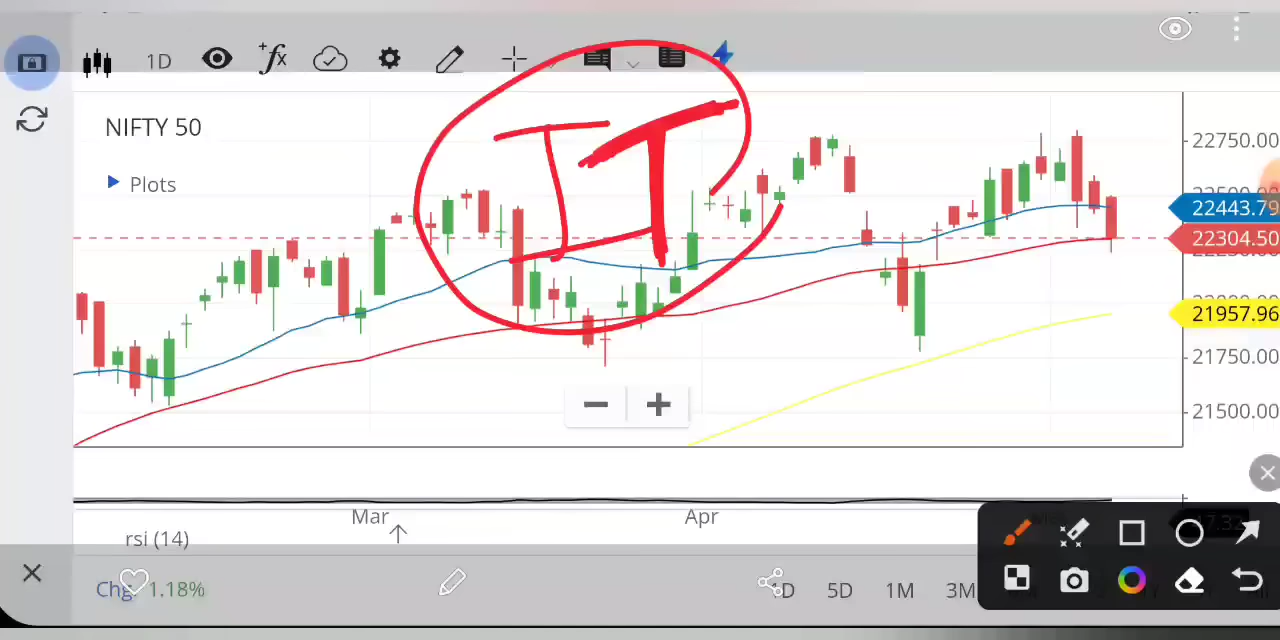 1D
fx
NIFTY 50
Plots
IT
22750.00
22443.79
22304.50
21957.96
21750.00
21500.00
Mar
Apr
rsi (14)
Chg 1.18%
1D 5D 1M 3M